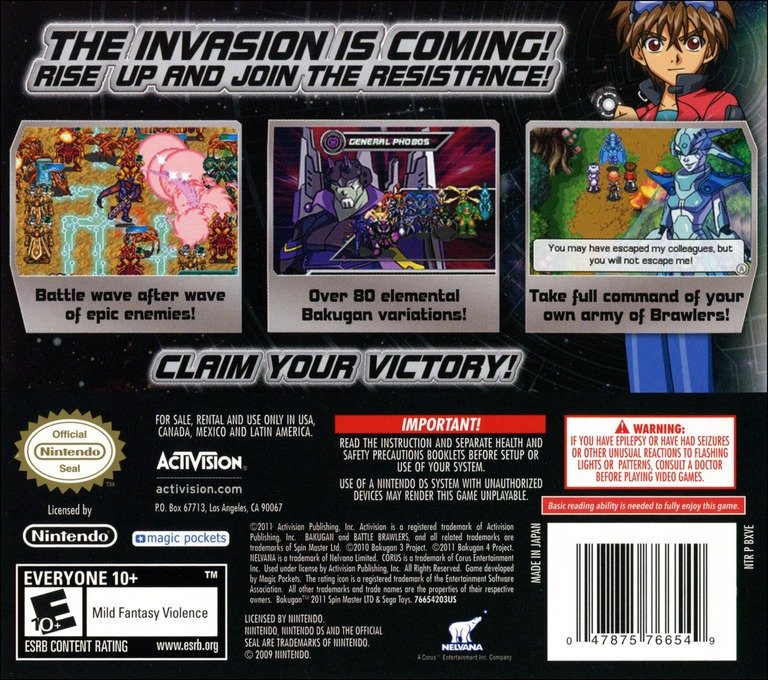 THE INVASION IS COMING!
RISE UP AND JOIN THE RESISTANCE!
GENERAL PHOBOS
You may have escaped my colleagues, but
you will not escape me!
A
Battle wave after wave
of epic enemies!
Over 80 elemental
Bakugan variations!
Take full command of your
own army of Brawlers!
CLAIM YOUR VICTORY!
Official
Nintendo
Seal
TM
Licensed by
Nintendo
FOR SALE, RENTAL AND USE ONLY IN USA,
CANADA, MEXICO AND LATIN AMERICA.
ACTIVISION®
activision.com
P.O. Box 67713, Los Angeles, CA 90067
magic pockets
IMPORTANT!
READ THE INSTRUCTION AND SEPARATE HEALTH AND
SAFETY PRECAUTIONS BOOKLETS BEFORE SETUP OR
USE OF YOUR SYSTEM.
USE OF A NINTENDO DS SYSTEM WITH UNAUTHORIZED
DEVICES MAY RENDER THIS GAME UNPLAYABLE.
WARNING:
IF YOU HAVE EPILEPSY OR HAVE HAD SEIZURES
OR OTHER UNUSUAL REACTIONS TO FLASHING
LIGHTS OR PATTERNS, CONSULT A DOCTOR
BEFORE PLAYING VIDEO GAMES.
Basic reading ability is needed to fully enjoy this game.
©2011 Activision Publishing, Inc. Activision is a registered trademark of Activision
Publishing, Inc. BAKUGAN and BATTLE BRAWLERS, and all related trademarks are
trademarks of Spin Master Ltd. ©2010 Bakugan 3 Project. ©2011 Bakugan 4 Project.
NELVANA is a trademark of Nelvana Limited. CORUS is a trademark of Corus Entertainment
Inc. Used under license by Activision Publishing, Inc. All Rights Reserved. Game developed
by Magic Pockets. The rating icon is a registered trademark of the Entertainment Software
Association. All other trademarks and trade names are the properties of their respective
owners. Bakugan™ 2011 Spin Master LTD & Sega Toys. 76654203US
LICENSED BY NINTENDO.
NINTENDO, NINTENDO DS AND THE OFFICIAL
SEAL ARE TRADEMARKS OF NINTENDO.
© 2009 NINTENDO.
EVERYONE 10+
TM
E
10+
Mild Fantasy Violence
ESRB CONTENT RATING
www.esrb.org
NELVANA
A Corus™ Entertainment Inc. Company
MADE IN JAPAN
NTR P BXVE
0 47875 76654 9